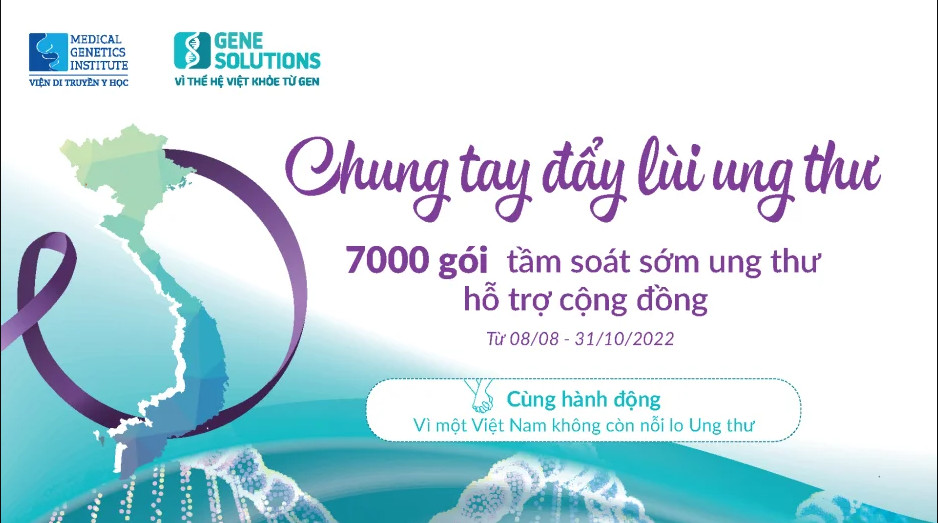 MEDICAL
GENETICS
INSTITUTE
VIỆN DI TRUYỀN Y HỌC
GENE
SOLUTIONS
VÌ THẾ HỆ VIỆT KHỎE TỪ GEN
Chung tay đẩy lùi ung thư
7000 gói tầm soát sớm ung thư
hỗ trợ cộng đồng
Từ 08/08 - 31/10/2022
Cùng hành động
Vì một Việt Nam không còn nỗi lo Ung thư